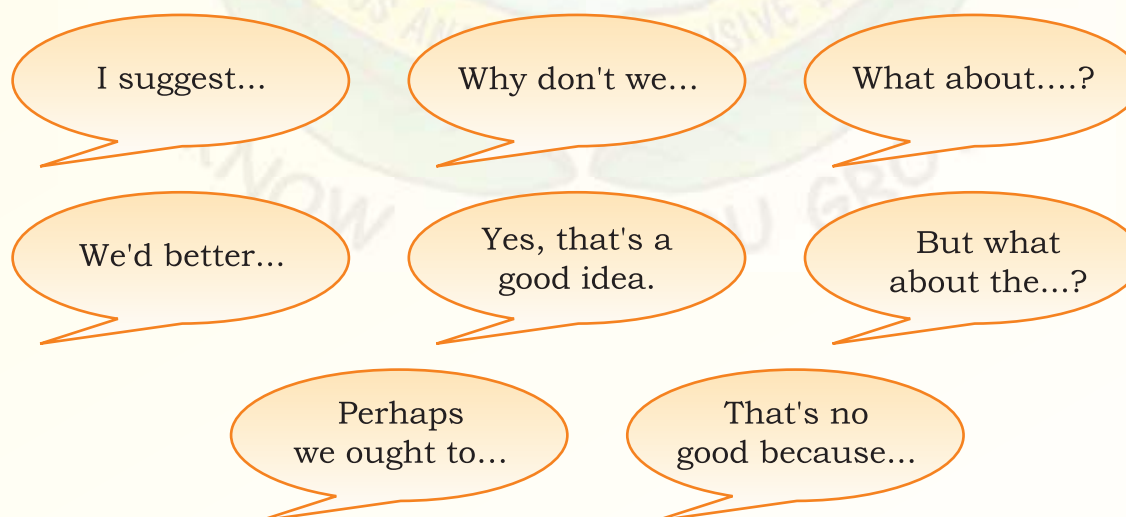 I suggest...
Why don't we...
What about....?
We'd better...
Yes, that's a
good idea.
But what
about the...?
Perhaps
we ought to...
That's no
good because...